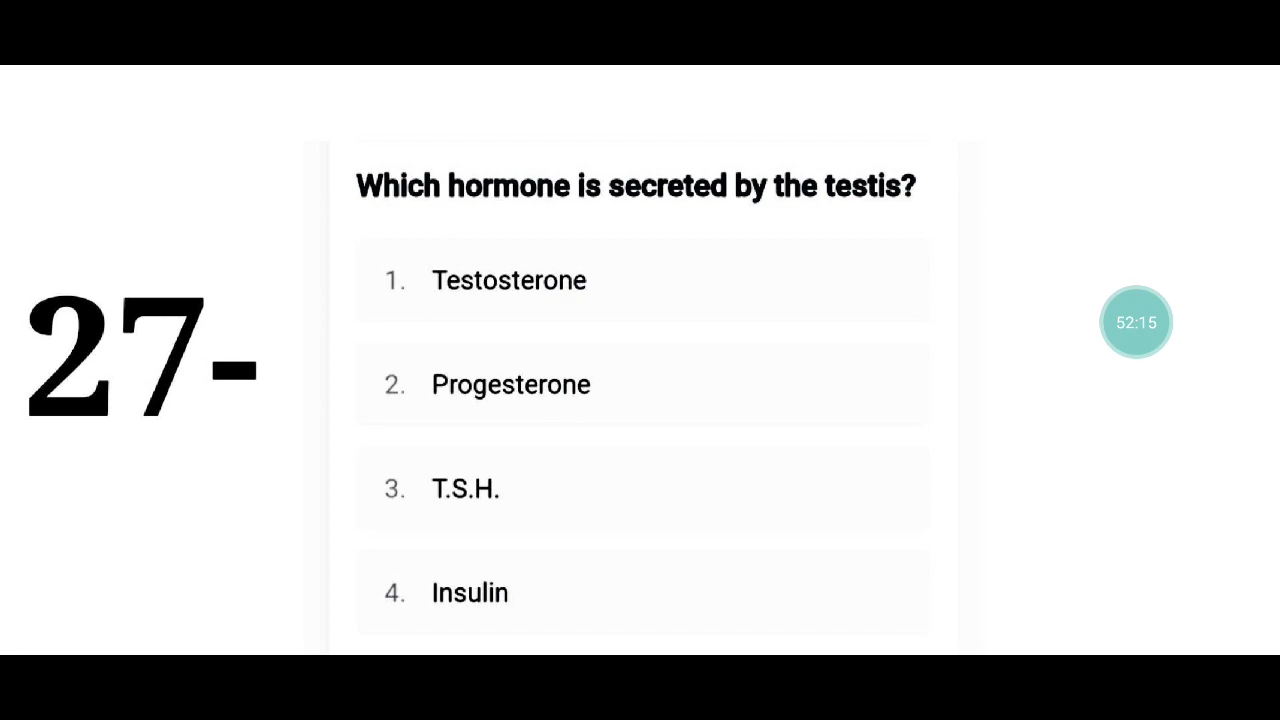 Which hormone is secreted by the testis?
1. Testosterone
27-
52:15
2. Progesterone
3. T.S.H.
4. Insulin